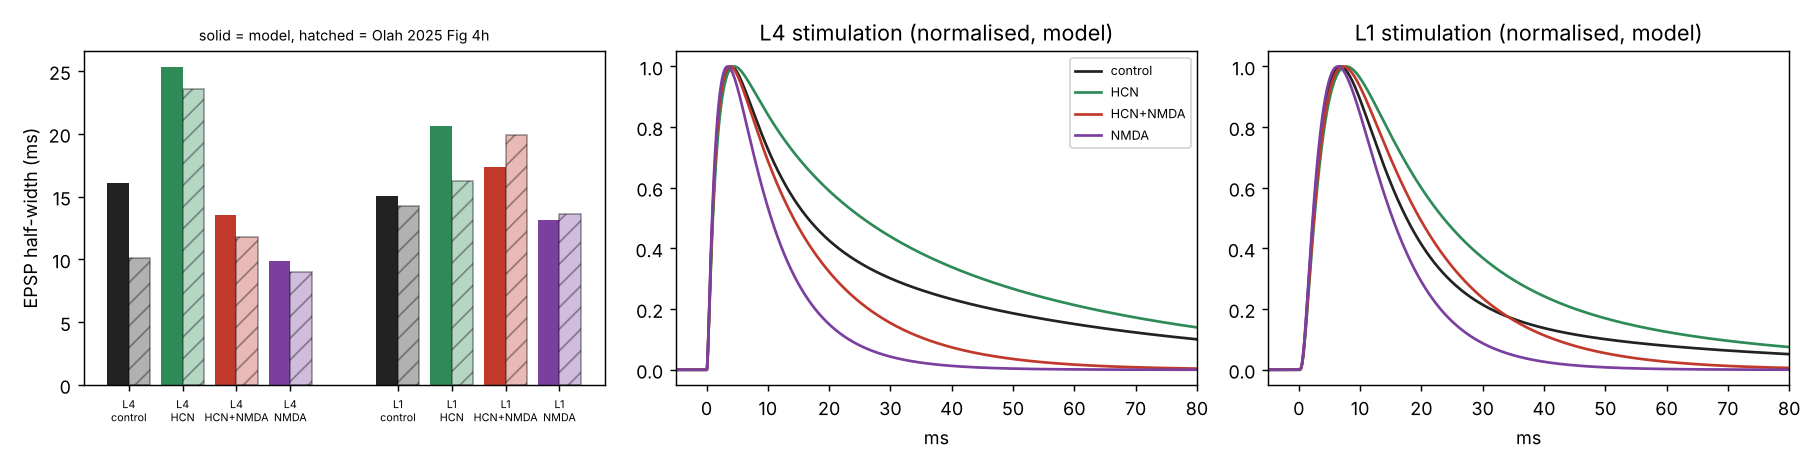 solid = model, hatched = Olah 2025 Fig 4h
EPSP half-width (ms)
25
20
15
10
5
0
L4 control
L4 HCN
L4 HCN+NMDA
L4 NMDA
L1 control
L1 HCN
L1 HCN+NMDA
L1 NMDA
L4 stimulation (normalised, model)
1.0
0.8
0.6
0.4
0.2
0.0
control
HCN
HCN+NMDA
NMDA
0 10 20 30 40 50 60 70 80
ms
L1 stimulation (normalised, model)
1.0
0.8
0.6
0.4
0.2
0.0
0 10 20 30 40 50 60 70 80
ms